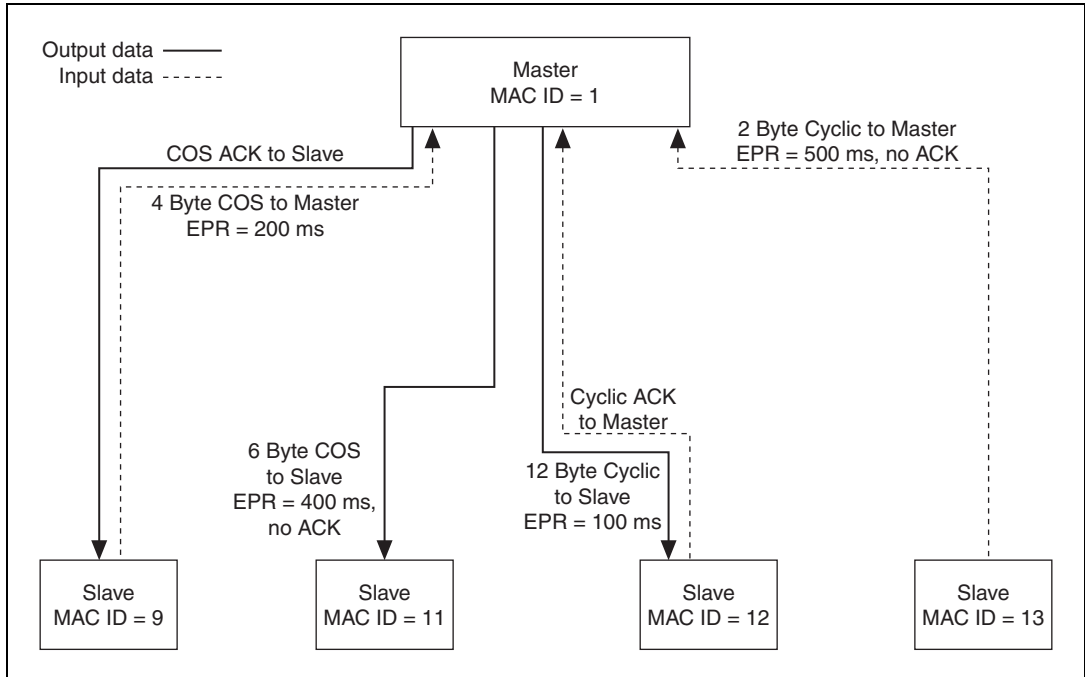 Output data
Input data
Master
MAC ID = 1
COS ACK to Slave
4 Byte COS to Master
EPR = 200 ms
2 Byte Cyclic to Master
EPR = 500 ms, no ACK
6 Byte COS
to Slave
EPR = 400 ms,
no ACK
Cyclic ACK
to Master
12 Byte Cyclic
to Slave
EPR = 100 ms
Slave
MAC ID = 9
Slave
MAC ID = 11
Slave
MAC ID = 12
Slave
MAC ID = 13